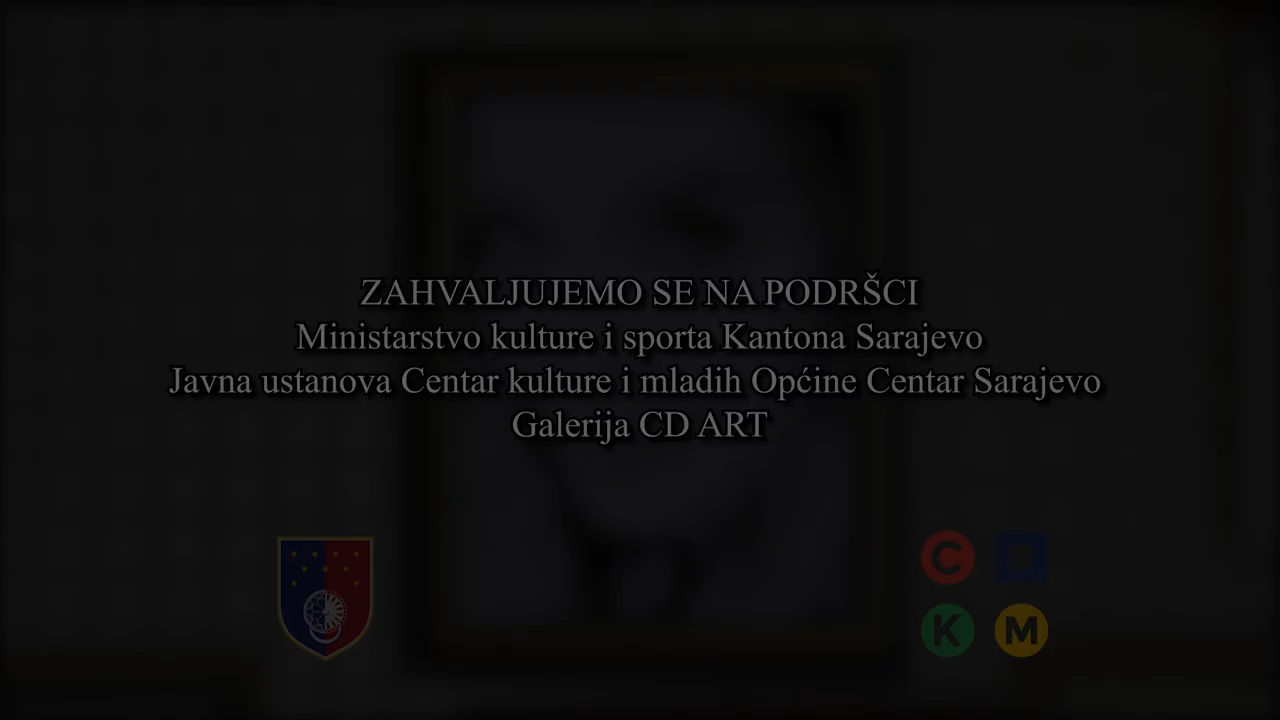 ZAHVALJUJEMO SE NA PODRŠCI
Ministarstvo kulture i sporta Kantona Sarajevo
Javna ustanova Centar kulture i mladih Općine Centar Sarajevo
Galerija CD ART
C
K M